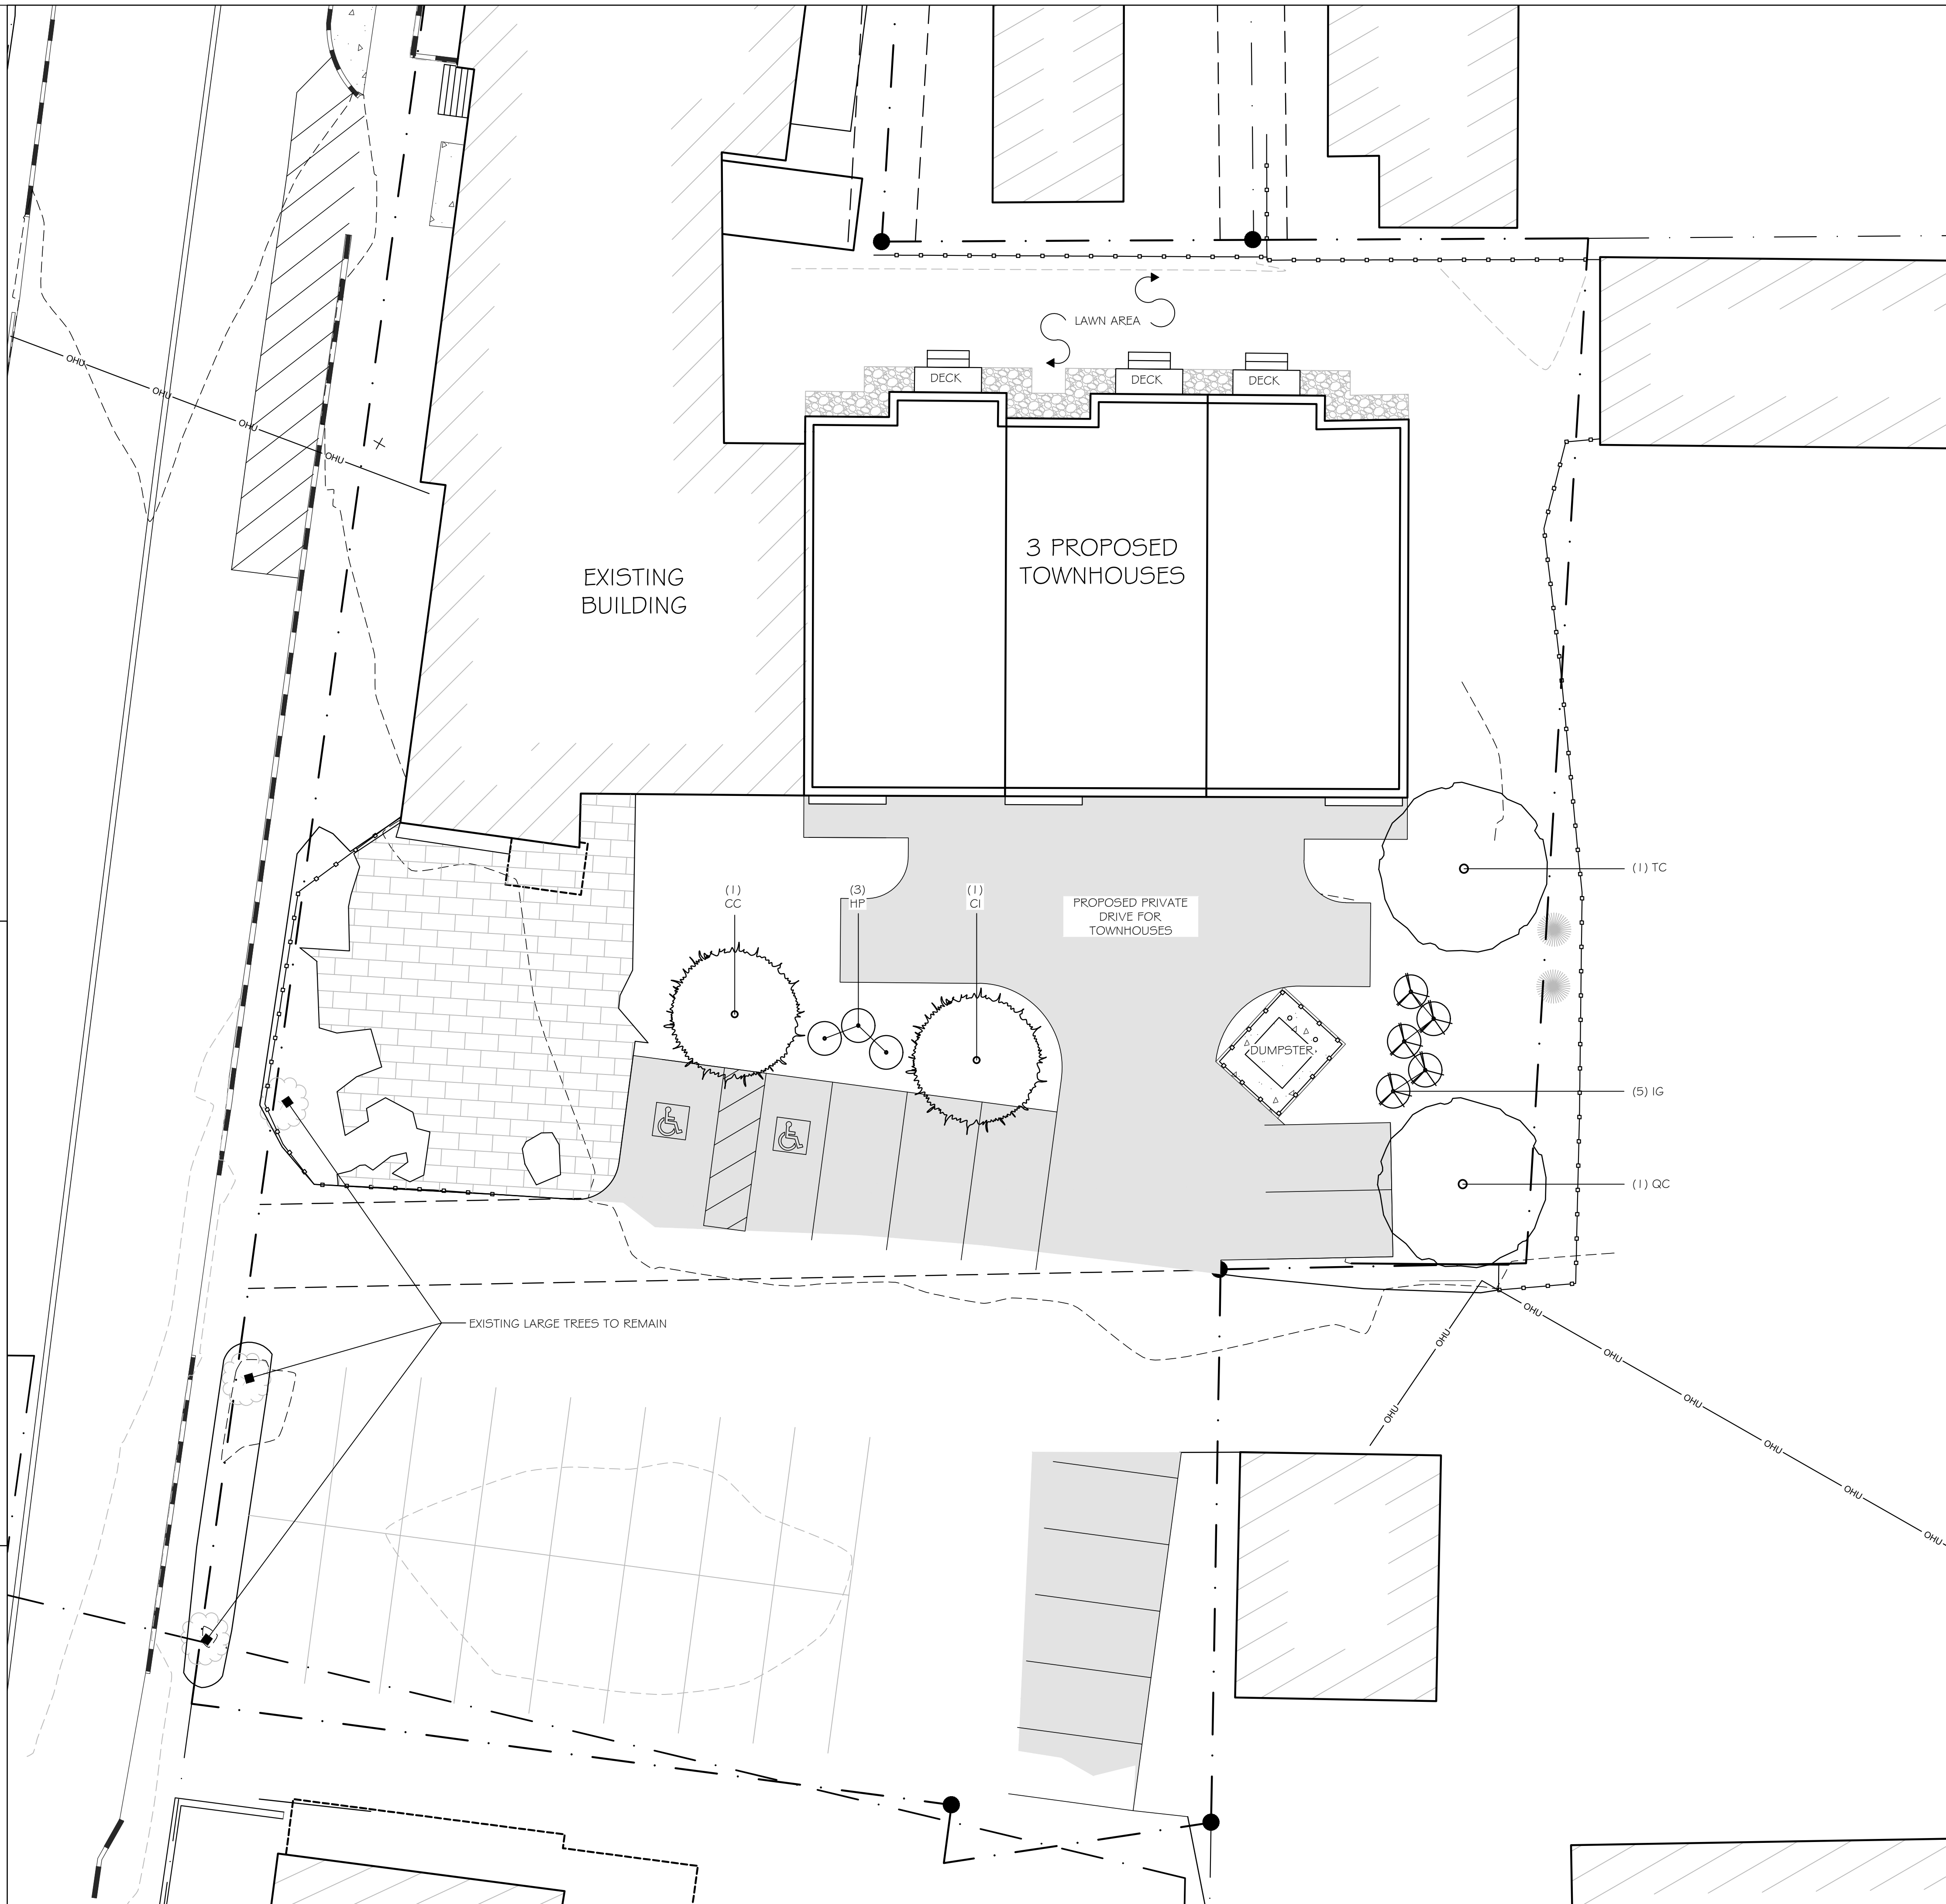 LAWN AREA
DECK
DECK
DECK
OHU
OHU
OHU
OHU
3 PROPOSED
TOWNHOUSES
EXISTING
BUILDING
(1) TC
(1)
CC
(3)
HP
(1)
CI
PROPOSED PRIVATE
DRIVE FOR
TOWNHOUSES
DUMPSTER
(5) IG
(1) QC
EXISTING LARGE TREES TO REMAIN
OHU
OHU
OHU
OHU
OHU
OHU
OHU
OHU